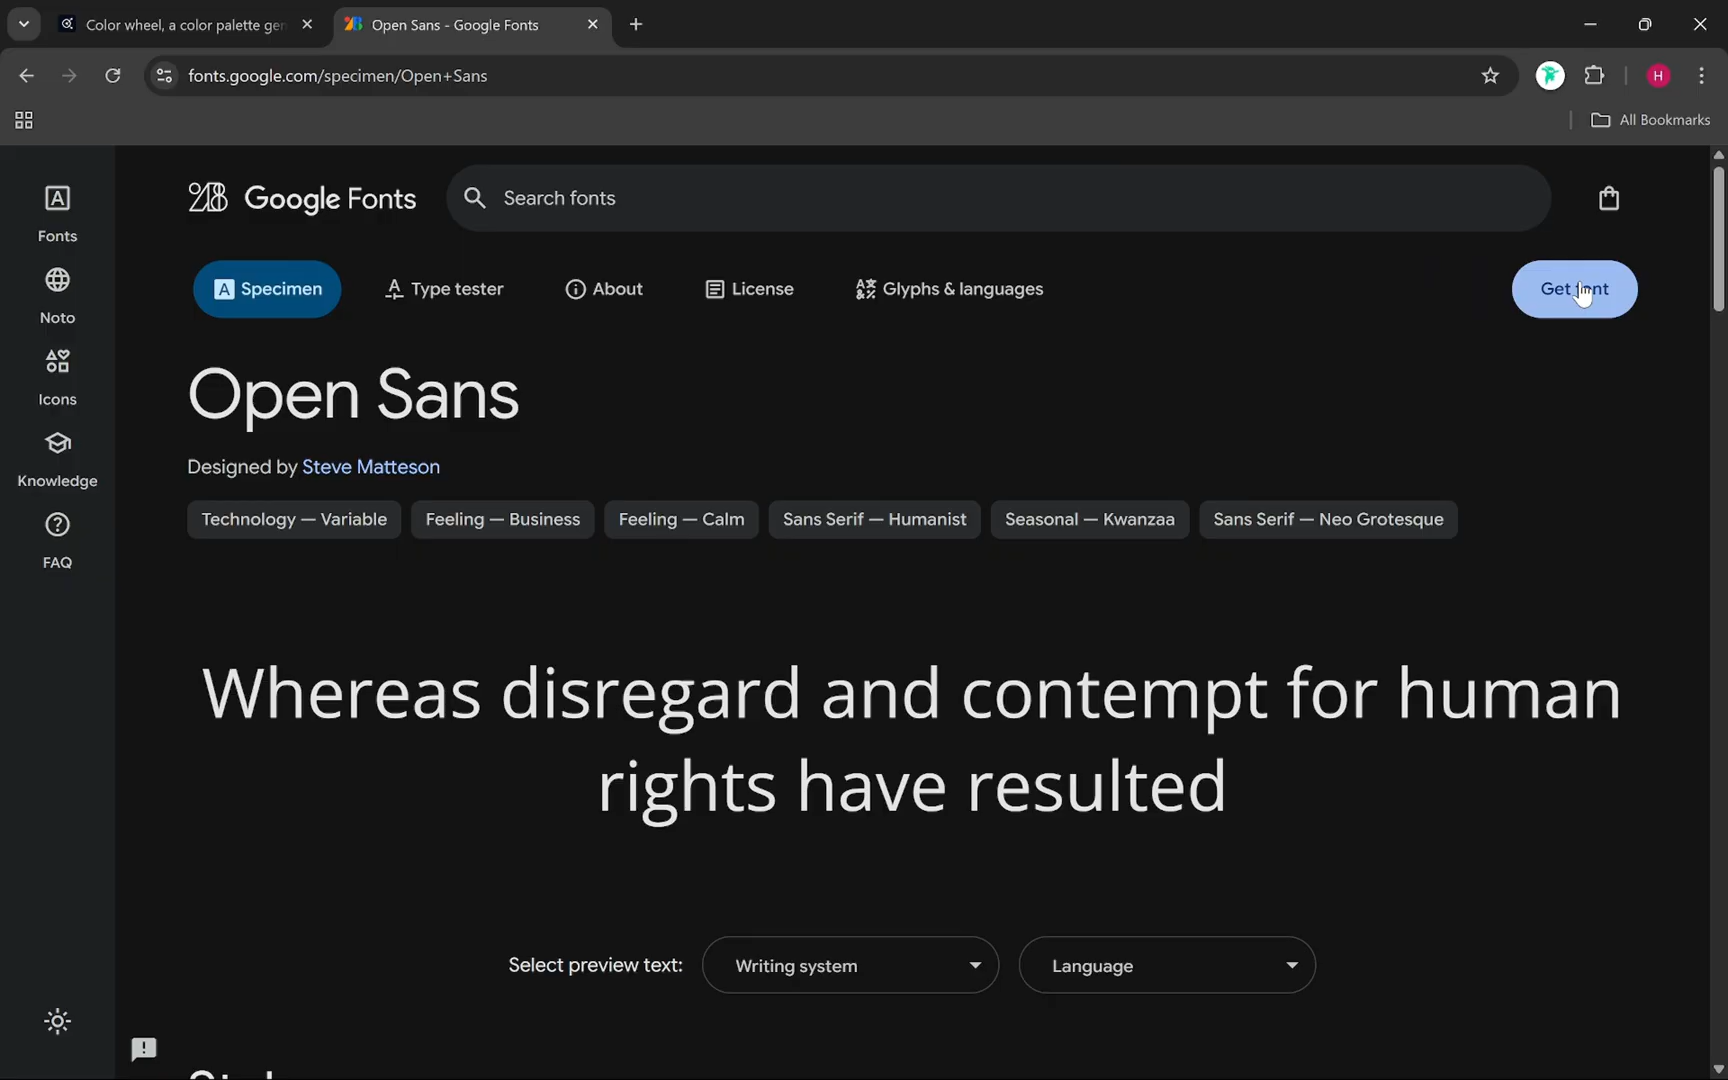 Color wheel, a color palette gen
Open Sans - Google Fonts
fonts.google.com/specimen/Open+Sans
H
All Bookmarks
Fonts
Noto
Icons
Knowledge
FAQ
Google Fonts
Search fonts
Specimen
Type tester
About
License
Glyphs & languages
Get font
Open Sans
Designed by Steve Matteson
Technology — Variable
Feeling — Business
Feeling — Calm
Sans Serif — Humanist
Seasonal — Kwanzaa
Sans Serif — Neo Grotesque
Whereas disregard and contempt for human
rights have resulted
Select preview text:
Writing system
Language